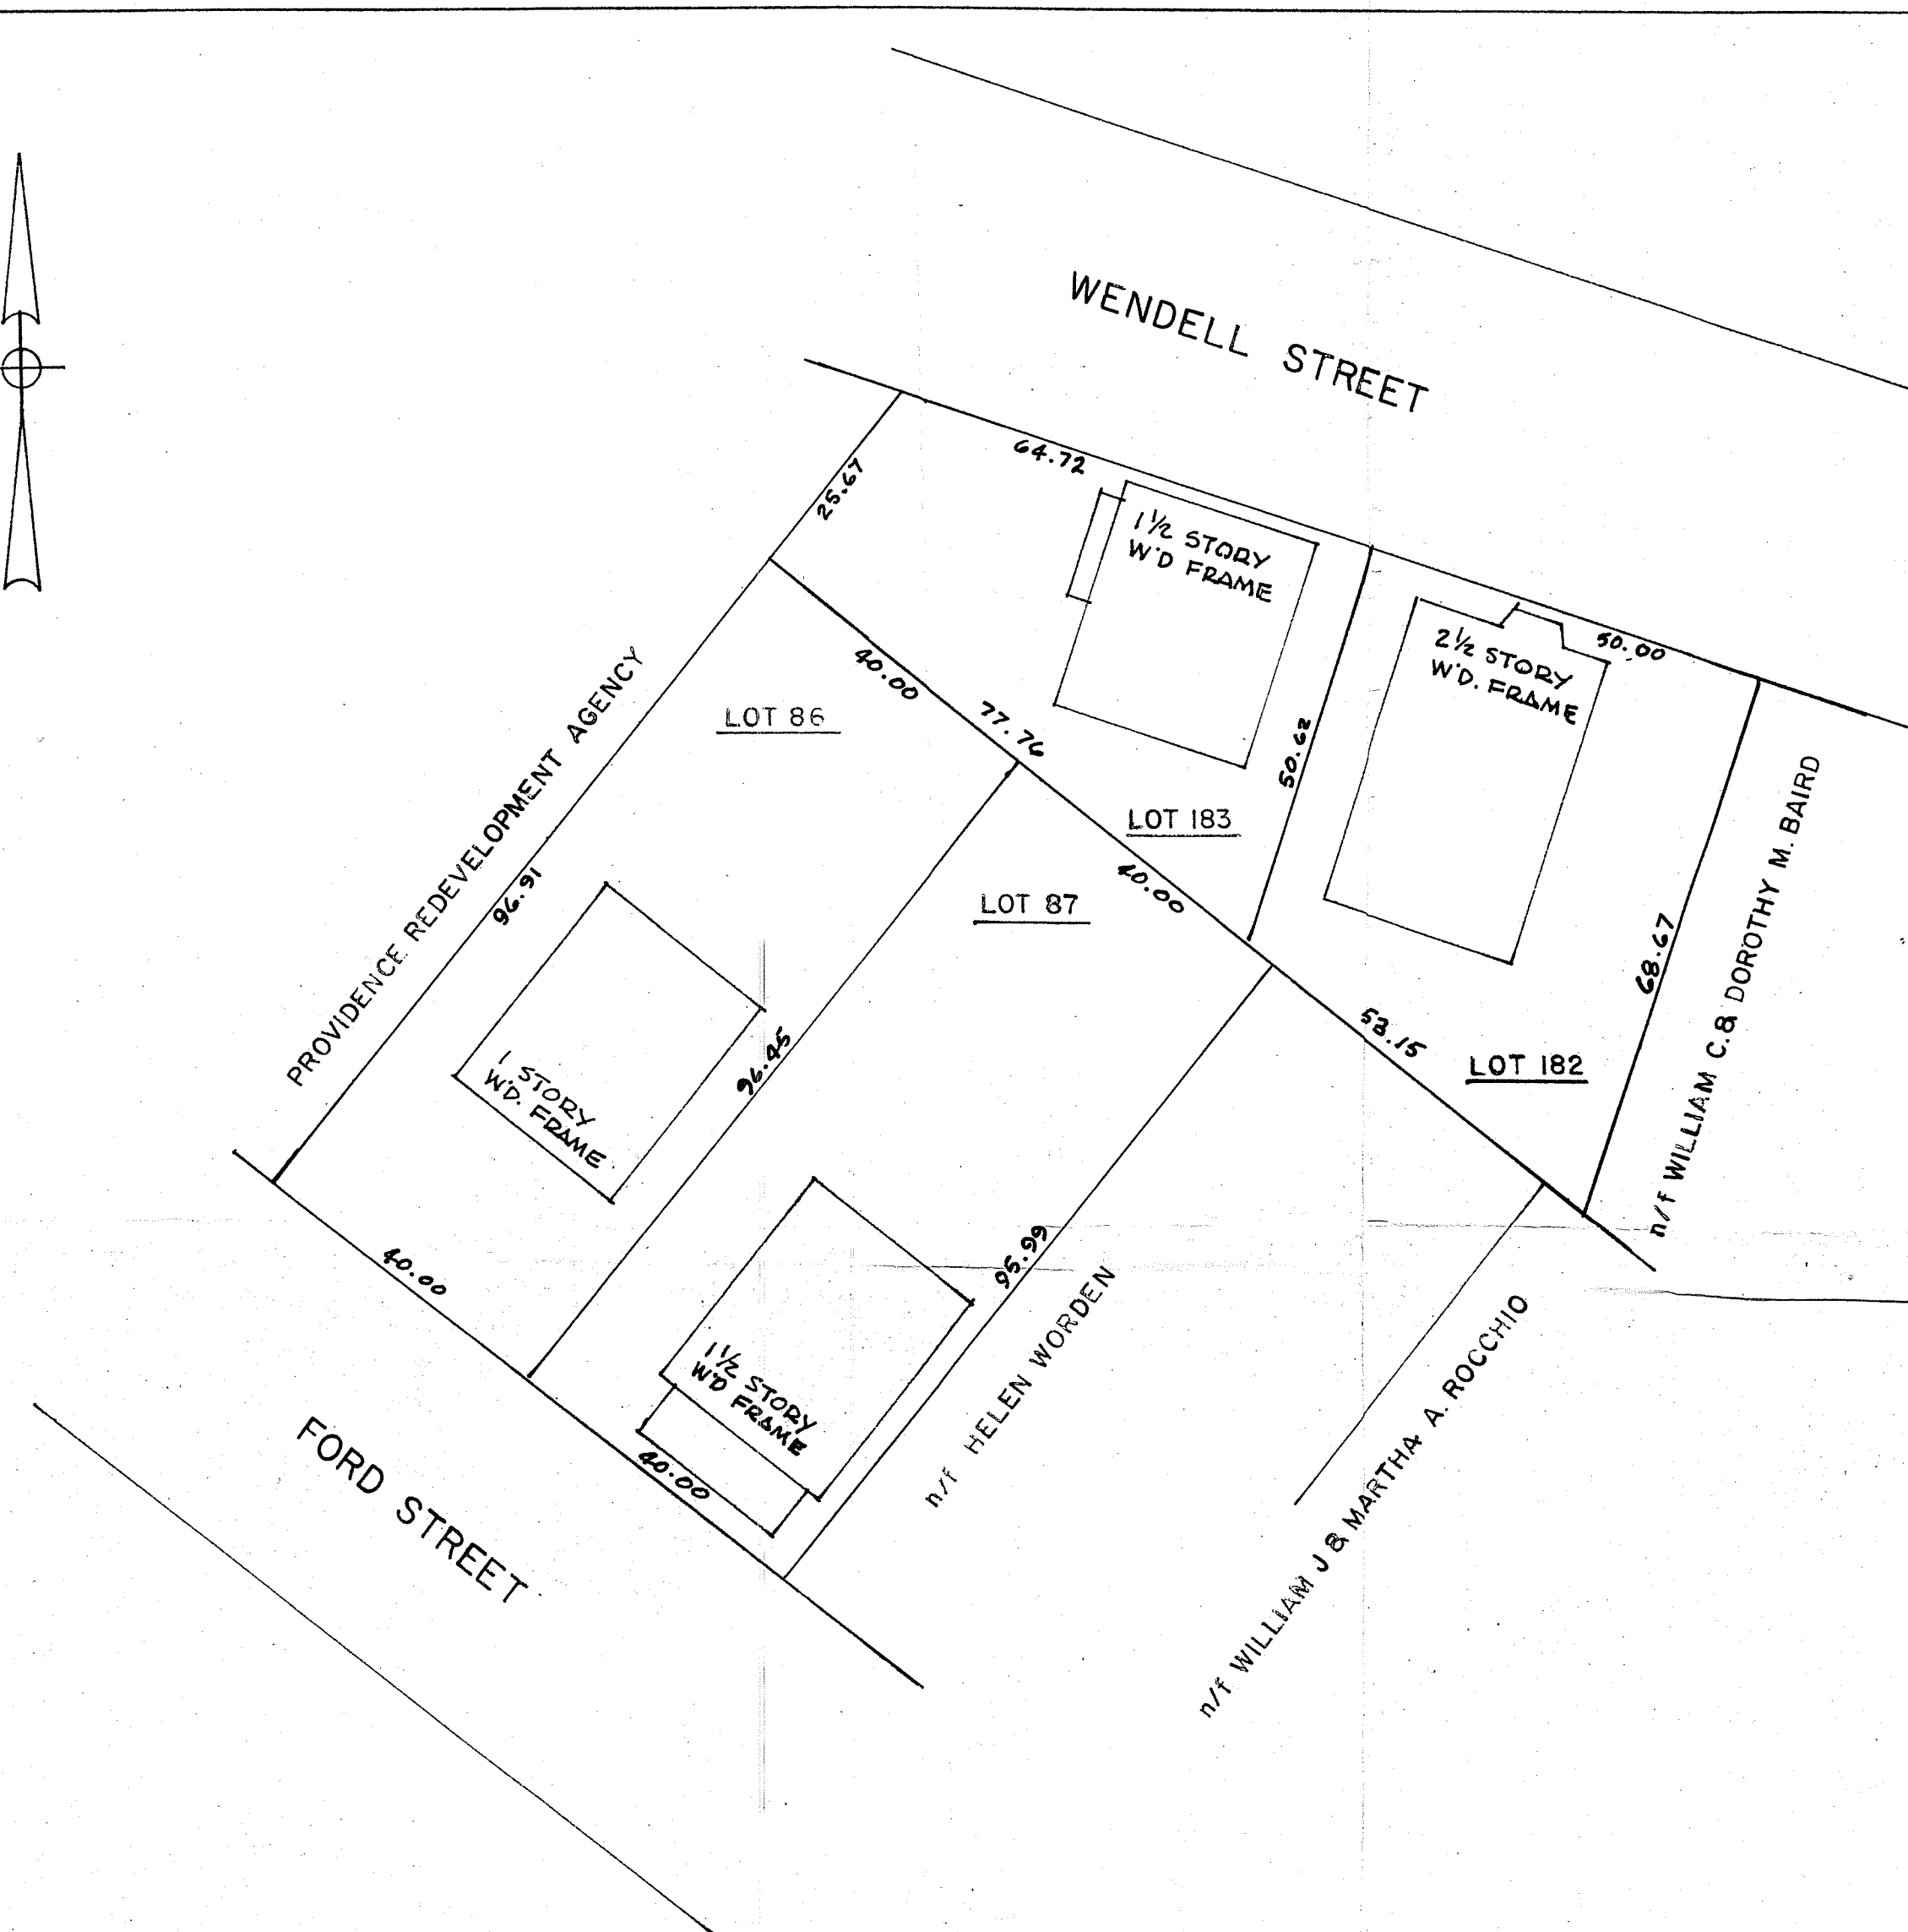 WENDELL STREET
64.72
25.67
1½ STORY
W'D FRAME
50.00
2½ STORY
W'D. FRAME
40.00
77.76
50.62
LOT 86
LOT 183
PROVIDENCE REDEVELOPMENT AGENCY
96.91
40.00
LOT 87
68.67
n/f WILLIAM C. & DOROTHY M. BAIRD
53.15
LOT 182
1 STORY
W'D. FRAME
96.45
95.99
40.00
n/f HELEN WORDEN
n/f WILLIAM J & MARTHA A. ROCCHIO
1½ STORY
W'D FRAME
40.00
FORD STREET